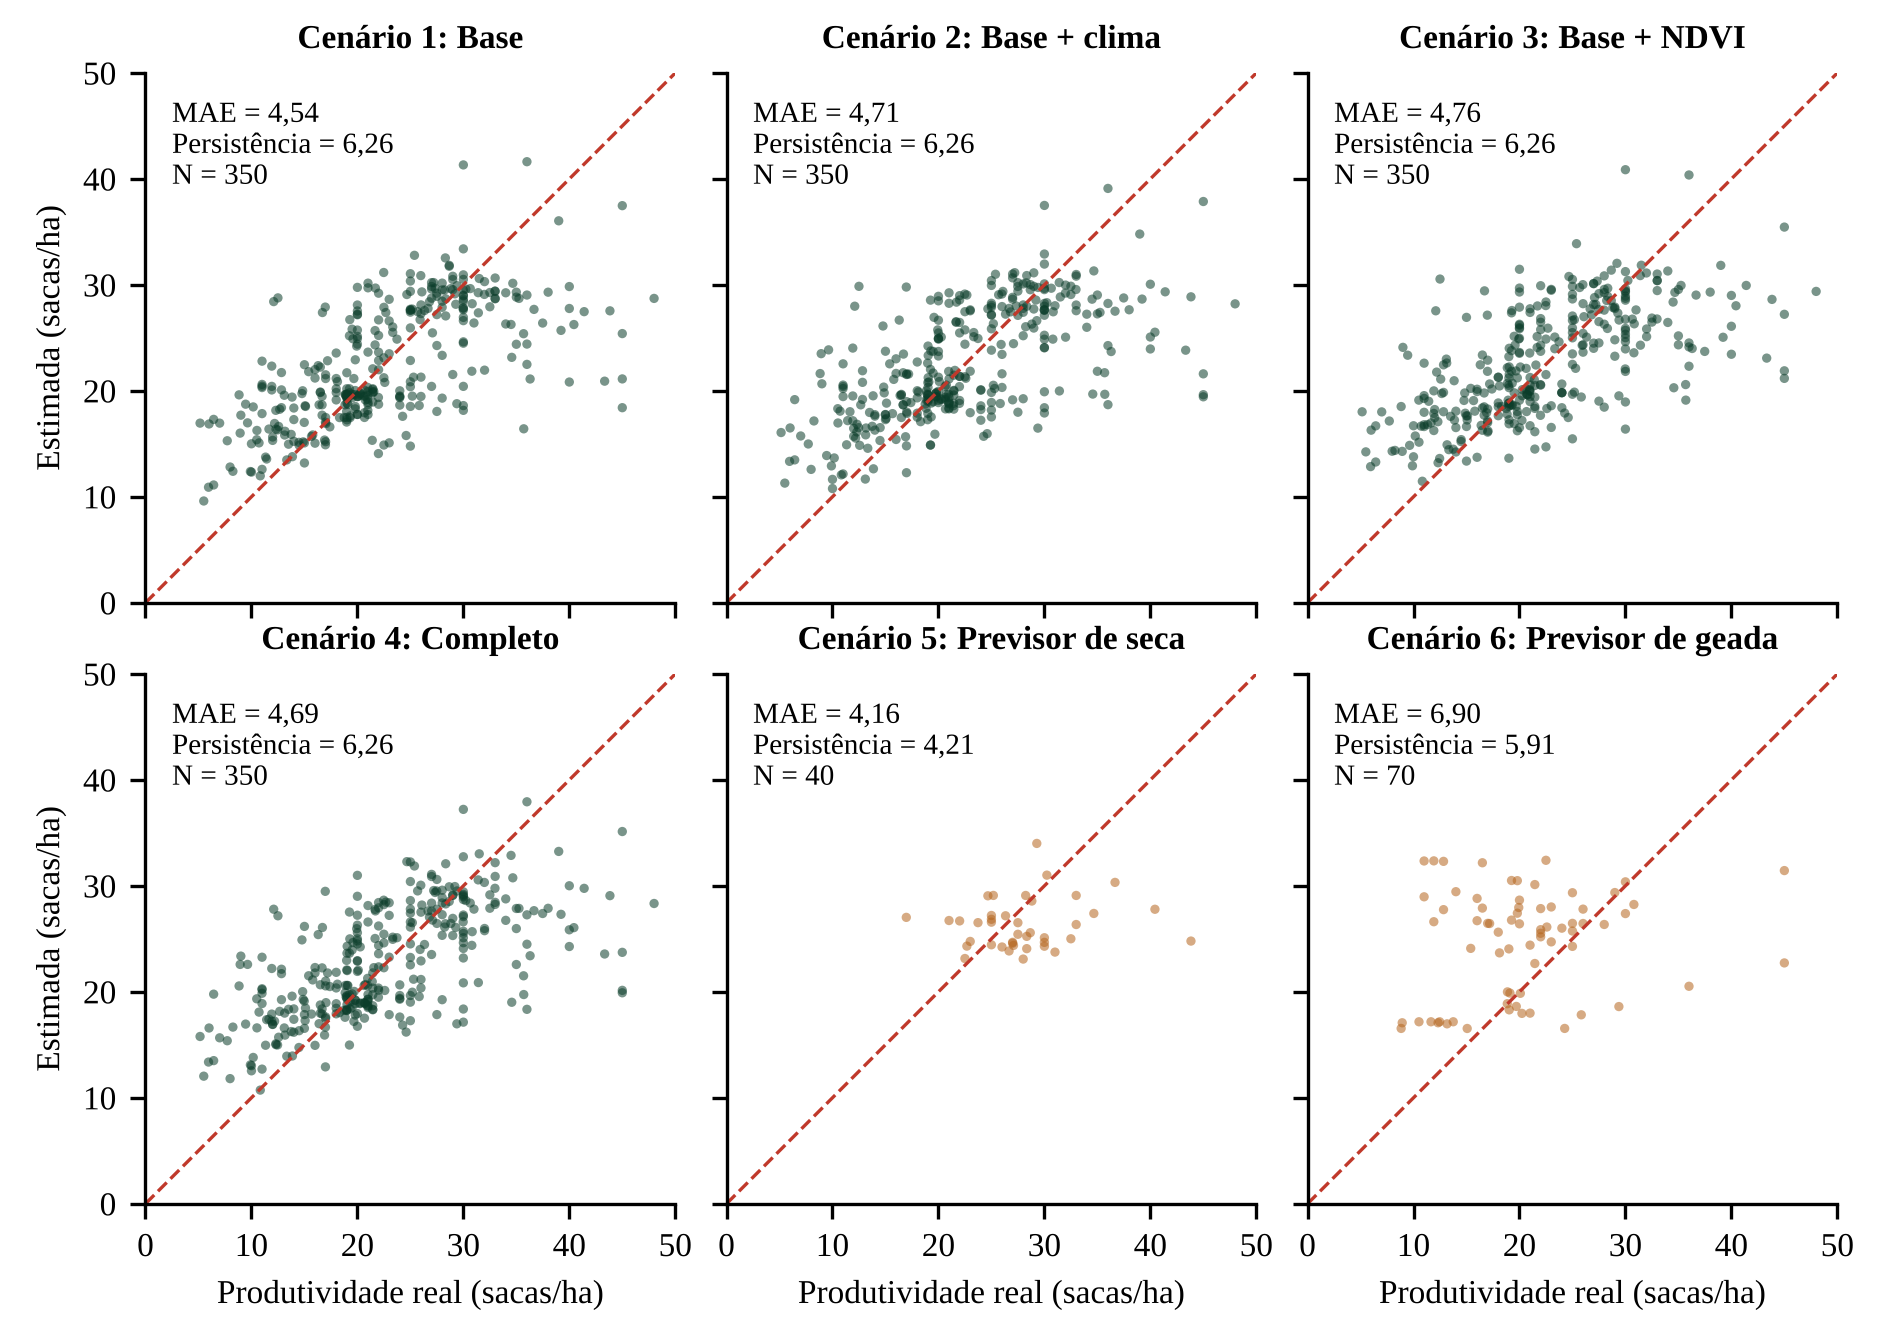 Cenário 1: Base
Cenário 2: Base + clima
Cenário 3: Base + NDVI
50
40
30
20
10
0
Estimada (sacas/ha)
MAE = 4,54
Persistência = 6,26
N = 350
MAE = 4,71
Persistência = 6,26
N = 350
MAE = 4,76
Persistência = 6,26
N = 350
Cenário 4: Completo
Cenário 5: Previsor de seca
Cenário 6: Previsor de geada
50
40
30
20
10
0
Estimada (sacas/ha)
MAE = 4,69
Persistência = 6,26
N = 350
MAE = 4,16
Persistência = 4,21
N = 40
MAE = 6,90
Persistência = 5,91
N = 70
0 10 20 30 40 50
0 10 20 30 40 50
0 10 20 30 40 50
Produtividade real (sacas/ha)
Produtividade real (sacas/ha)
Produtividade real (sacas/ha)